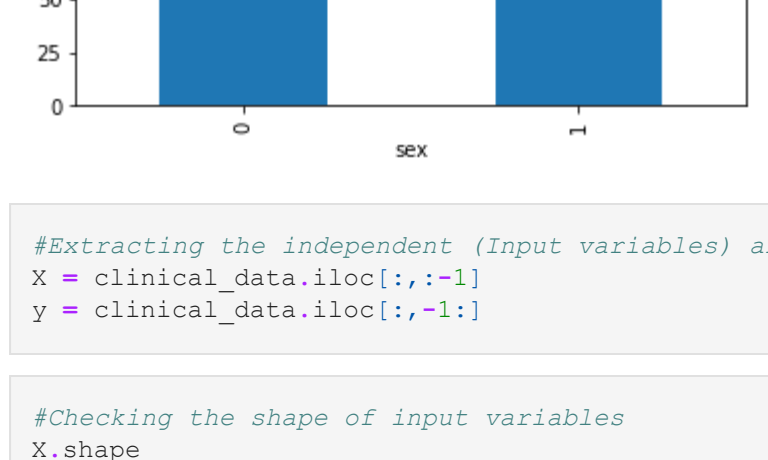 50
25
0
0
1
sex
#Extracting the independent (Input variables)
X = clinical_data.iloc[:,:-1]
y = clinical_data.iloc[:,-1:]
#Checking the shape of input variables
X.shape